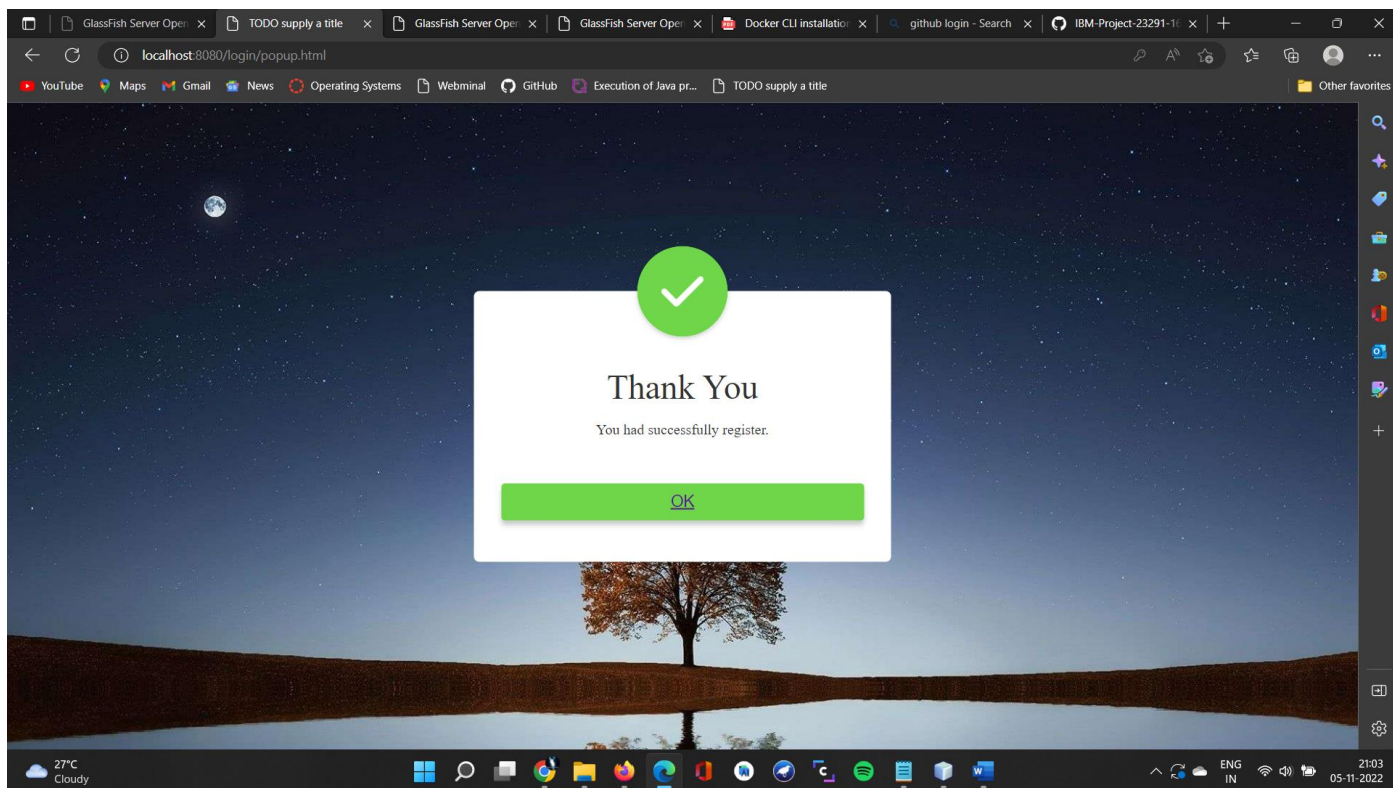 GlassFish Server Open
TODO supply a title
GlassFish Server Open
GlassFish Server Open
Docker CLI installation
github login - Search
IBM-Project-23291-16
localhost:8080/login/popup.html
YouTube
Maps
Gmail
News
Operating Systems
Webminal
GitHub
Execution of Java pr...
TODO supply a title
Other favorites
Thank You
You had successfully register.
OK
27°C
Cloudy
ENG
IN
21:03
05-11-2022